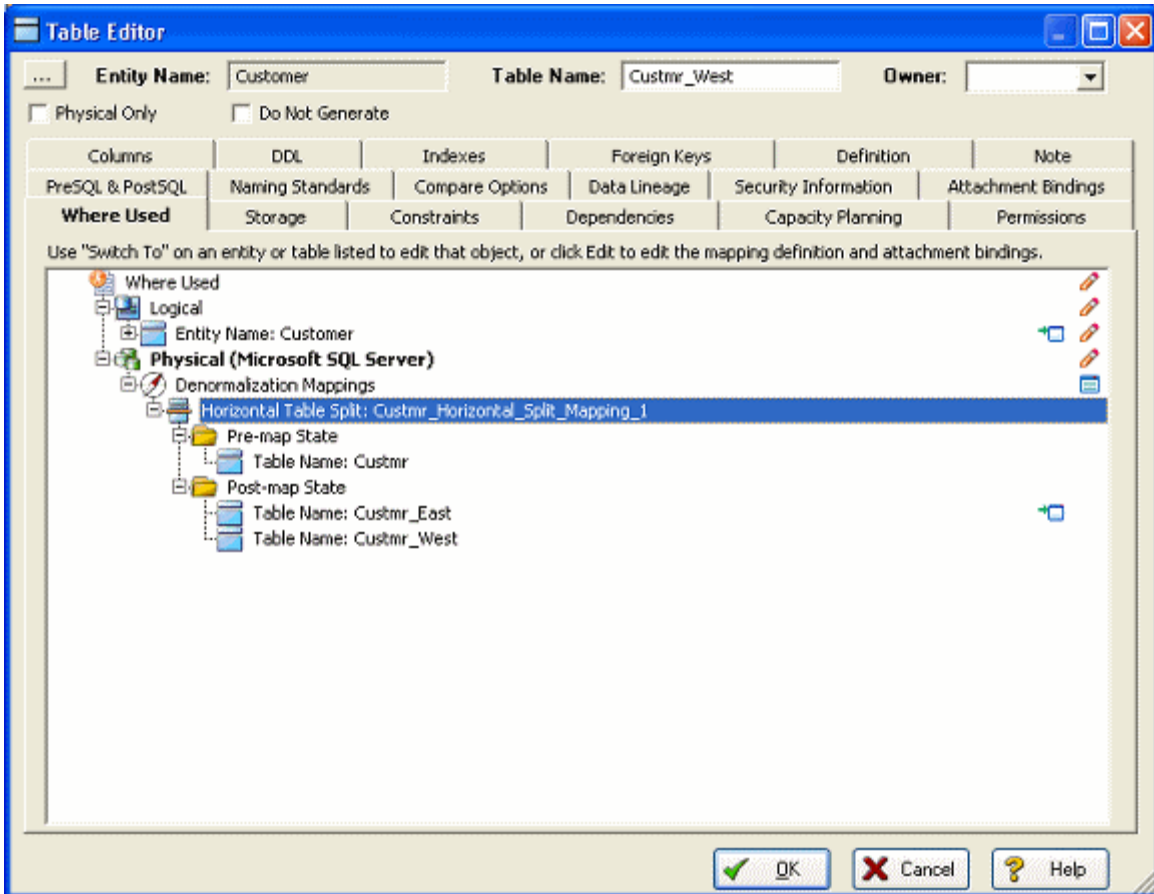 Table Editor
... Entity Name: Customer Table Name: Custmr_West Owner:
Physical Only Do Not Generate
Columns DDL Indexes Foreign Keys Definition Note
PreSQL & PostSQL Naming Standards Compare Options Data Lineage Security Information Attachment Bindings
Where Used Storage Constraints Dependencies Capacity Planning Permissions
Use "Switch To" on an entity or table listed to edit that object, or click Edit to edit the mapping definition and attachment bindings.
Where Used
Logical
Entity Name: Customer
Physical (Microsoft SQL Server)
Denormalization Mappings
Horizontal Table Split: Custmr_Horizontal_Split_Mapping_1
Pre-map State
Table Name: Custmr
Post-map State
Table Name: Custmr_East
Table Name: Custmr_West
OK Cancel Help